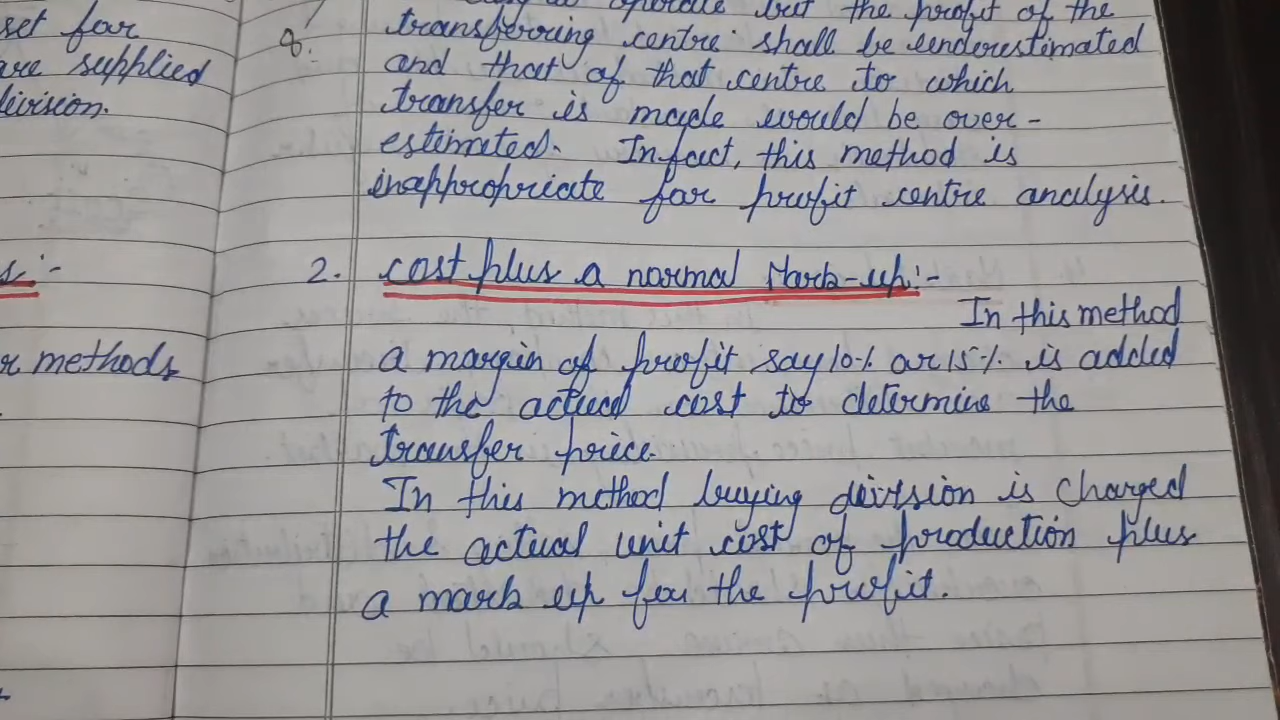 set for
are supplied
division.
s:-
r methods
8.
operate but the profit of the
transferring centre shall be underestimated
and that of that centre to which
transfer is made would be over-
estimated. Infact, this method is
inappropriate for profit centre analysis.
2. cost plus a normal Mark-up:-
In this method
a margin of profit say 10% or 15% is added
to the actual cost to determine the
transfer price.
In this method buying division is charged
the actual unit cost of production plus
a mark up for the profit.